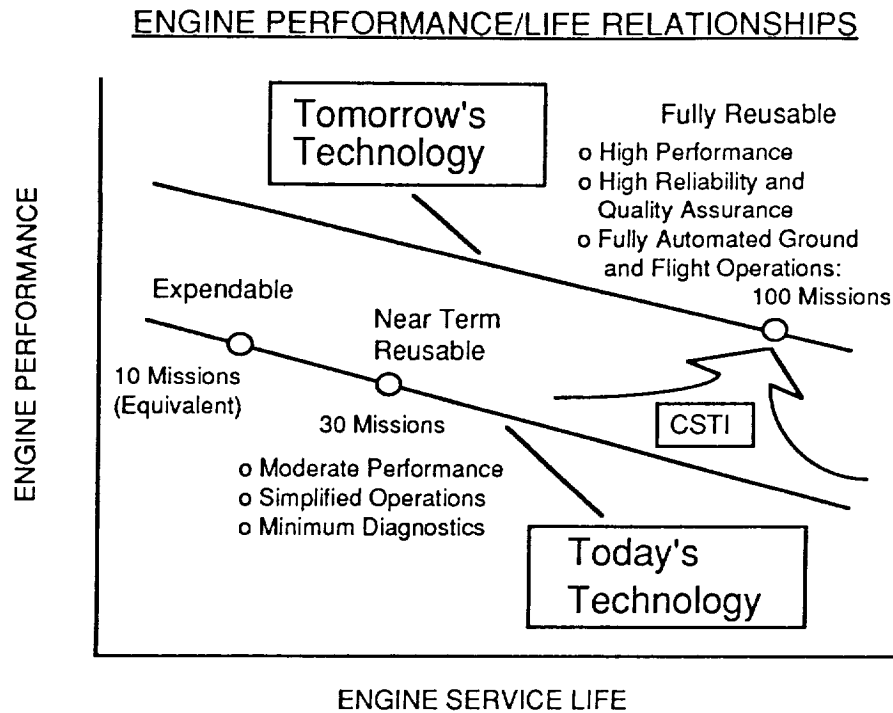 ENGINE PERFORMANCE/LIFE RELATIONSHIPS
Tomorrow's
Technology
Fully Reusable
o High Performance
o High Reliability and
Quality Assurance
o Fully Automated Ground
and Flight Operations:
100 Missions
ENGINE PERFORMANCE
Expendable
10 Missions
(Equivalent)
Near Term
Reusable
30 Missions
o Moderate Performance
o Simplified Operations
o Minimum Diagnostics
CSTI
Today's
Technology
ENGINE SERVICE LIFE